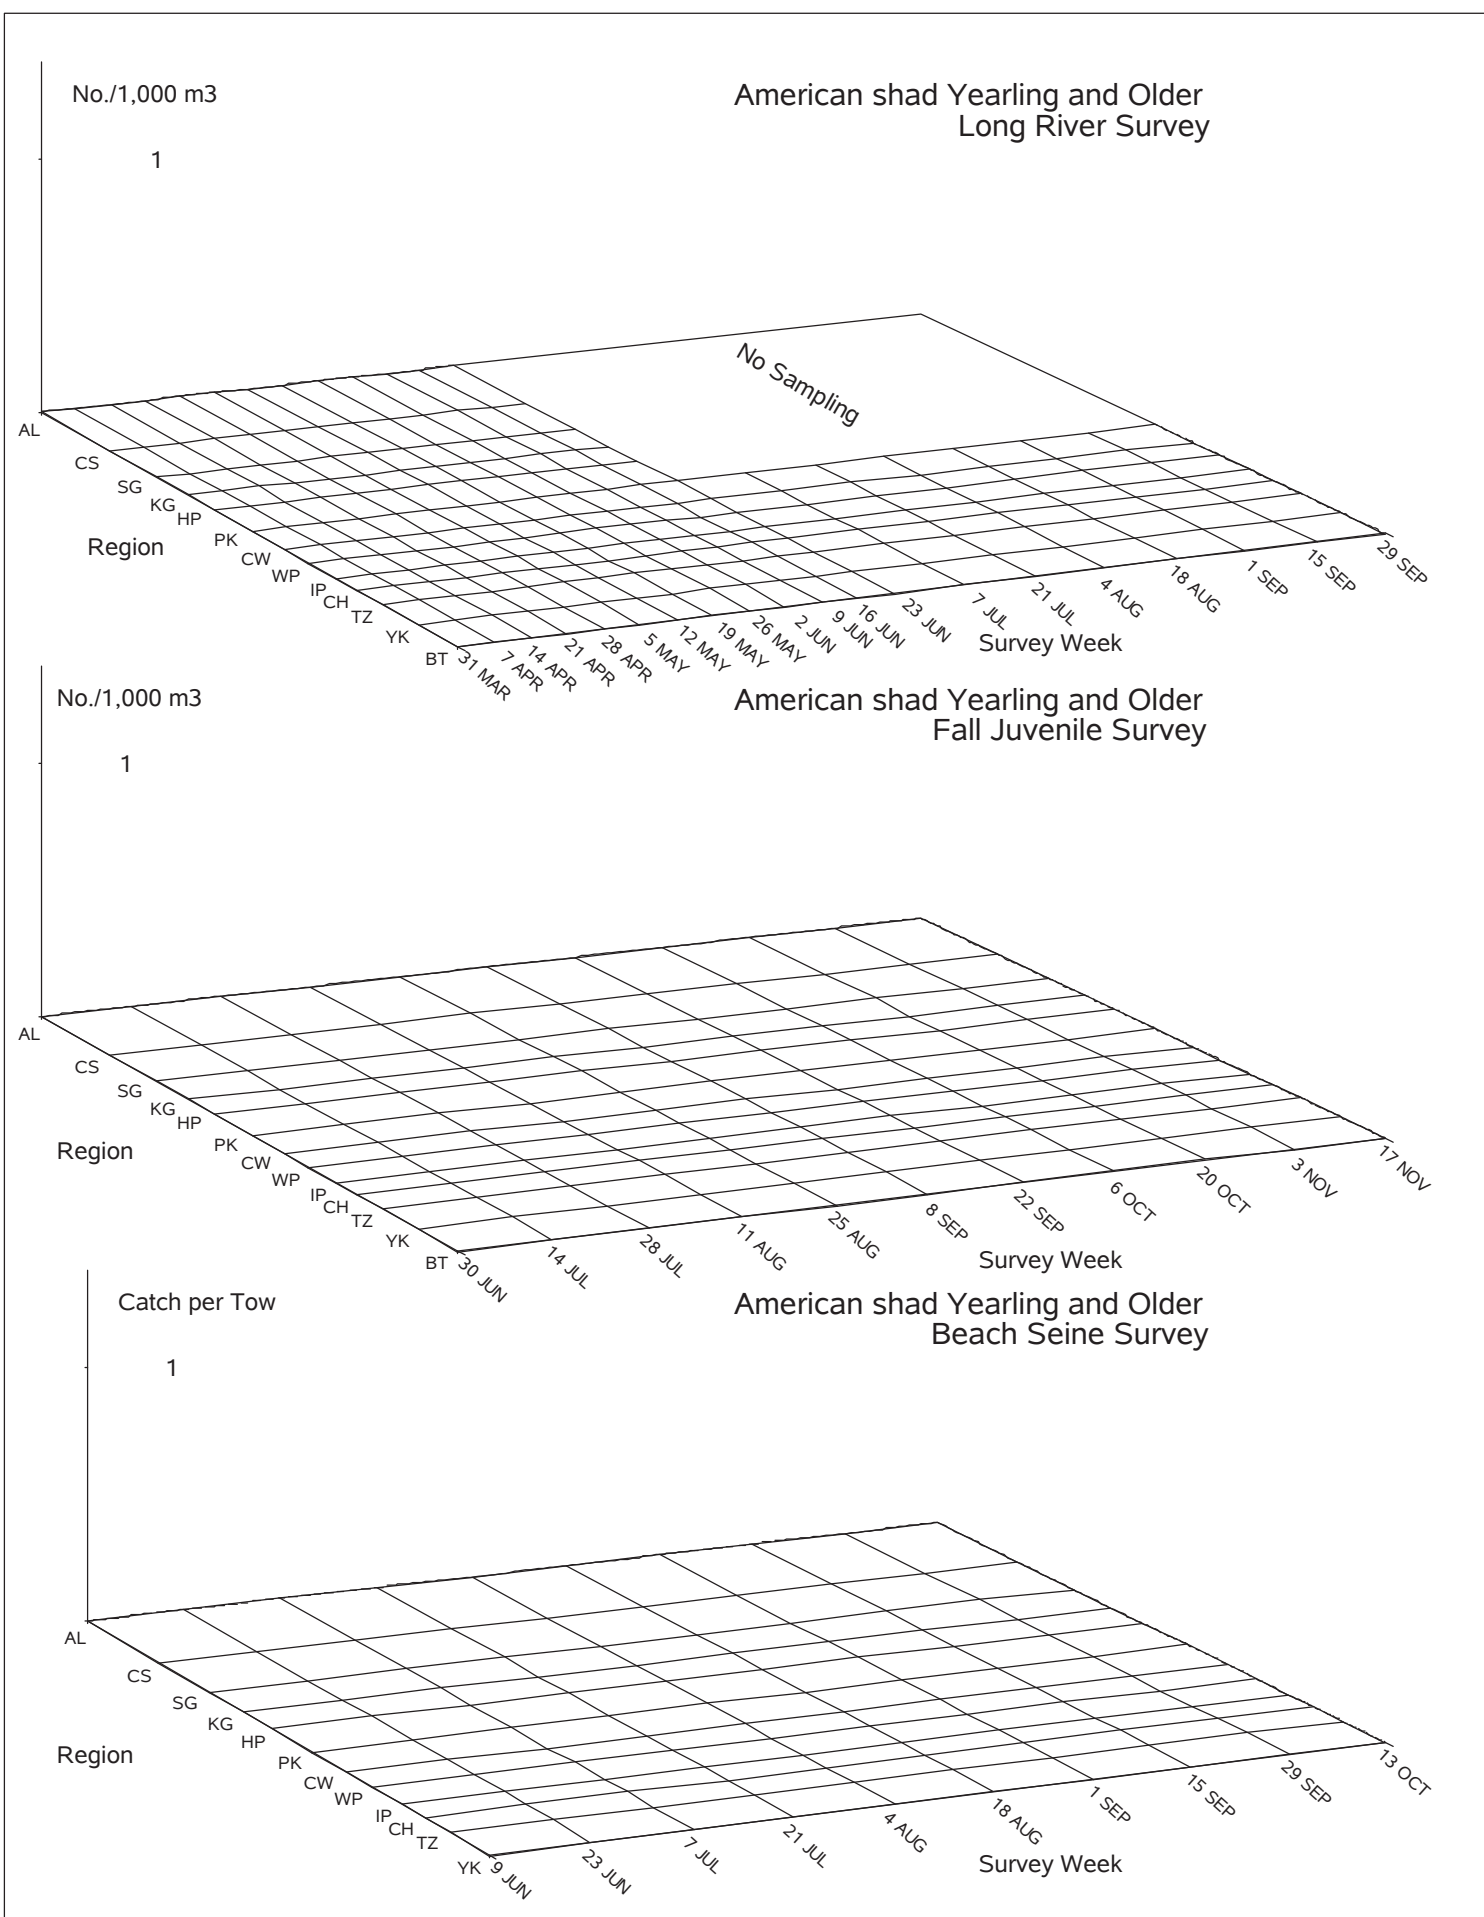 No./1,000 m3
American shad Yearling and Older
Long River Survey
1
No Sampling
AL
CS
SG
KG
HP
PK
CW
WP
IP
CH
TZ
YK
BT
Region
31 MAR
7 APR
14 APR
21 APR
28 APR
5 MAY
12 MAY
19 MAY
26 MAY
2 JUN
9 JUN
16 JUN
23 JUN
7 JUL
21 JUL
4 AUG
18 AUG
1 SEP
15 SEP
29 SEP
Survey Week
No./1,000 m3
American shad Yearling and Older
Fall Juvenile Survey
1
AL
CS
SG
KG
HP
PK
CW
WP
IP
CH
TZ
YK
BT
Region
30 JUN
14 JUL
28 JUL
11 AUG
25 AUG
8 SEP
22 SEP
6 OCT
20 OCT
3 NOV
17 NOV
Survey Week
Catch per Tow
American shad Yearling and Older
Beach Seine Survey
1
AL
CS
SG
KG
HP
PK
CW
WP
IP
CH
TZ
YK
Region
9 JUN
23 JUN
7 JUL
21 JUL
4 AUG
18 AUG
1 SEP
15 SEP
29 SEP
13 OCT
Survey Week